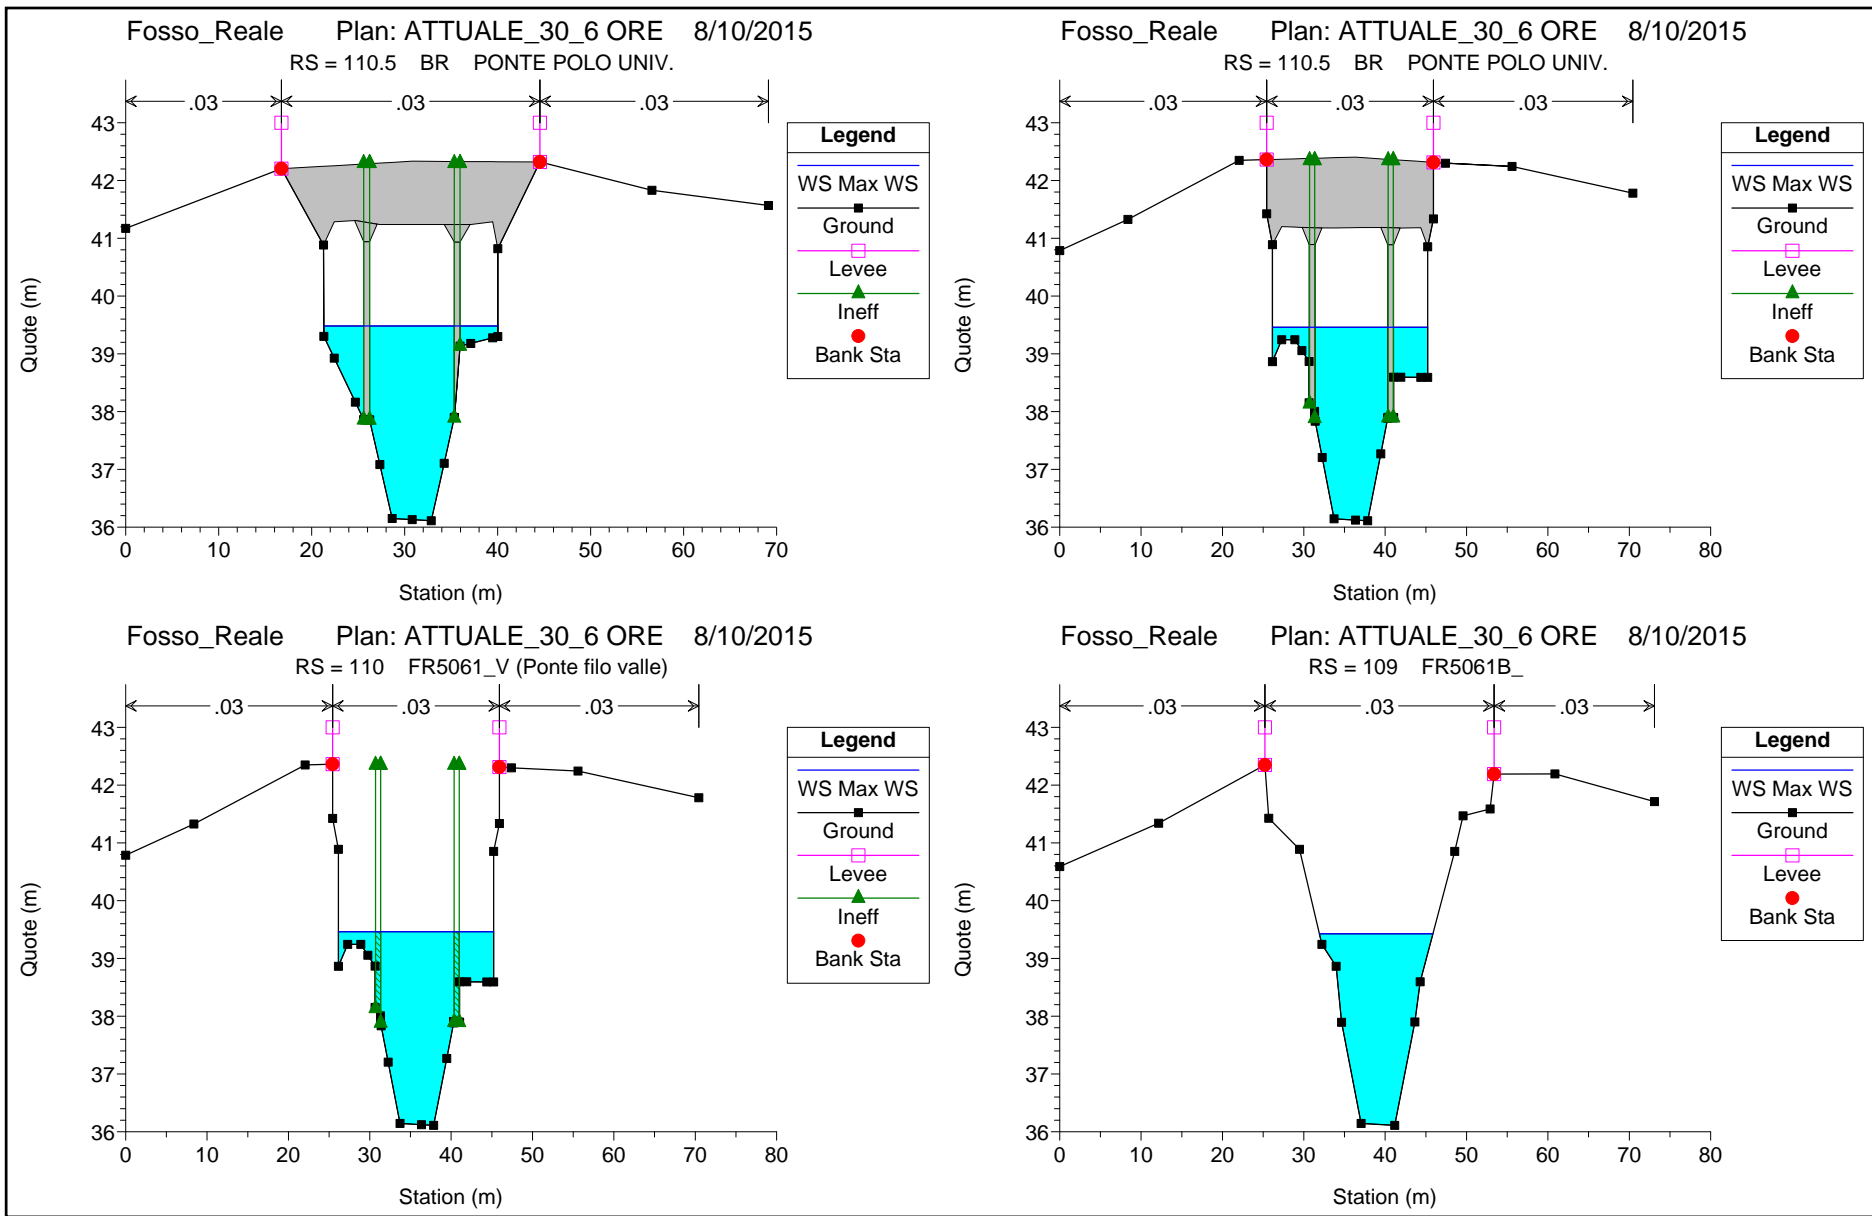 Fosso_Reale Plan: ATTUALE_30_6 ORE 8/10/2015
RS = 110.5 BR PONTE POLO UNIV.
.03 .03 .03
43
42
41
40
39
38
37
36
Quote (m)
0 10 20 30 40 50 60 70
Station (m)
Legend
WS Max WS
Ground
Levee
Ineff
Bank Sta
Fosso_Reale Plan: ATTUALE_30_6 ORE 8/10/2015
RS = 110.5 BR PONTE POLO UNIV.
.03 .03 .03
43
42
41
40
39
38
37
36
Quote (m)
0 10 20 30 40 50 60 70 80
Station (m)
Legend
WS Max WS
Ground
Levee
Ineff
Bank Sta
Fosso_Reale Plan: ATTUALE_30_6 ORE 8/10/2015
RS = 110 FR5061_V (Ponte filo valle)
.03 .03 .03
43
42
41
40
39
38
37
36
Quote (m)
0 10 20 30 40 50 60 70 80
Station (m)
Legend
WS Max WS
Ground
Levee
Ineff
Bank Sta
Fosso_Reale Plan: ATTUALE_30_6 ORE 8/10/2015
RS = 109 FR5061B_
.03 .03 .03
43
42
41
40
39
38
37
36
Quote (m)
0 10 20 30 40 50 60 70 80
Station (m)
Legend
WS Max WS
Ground
Levee
Bank Sta